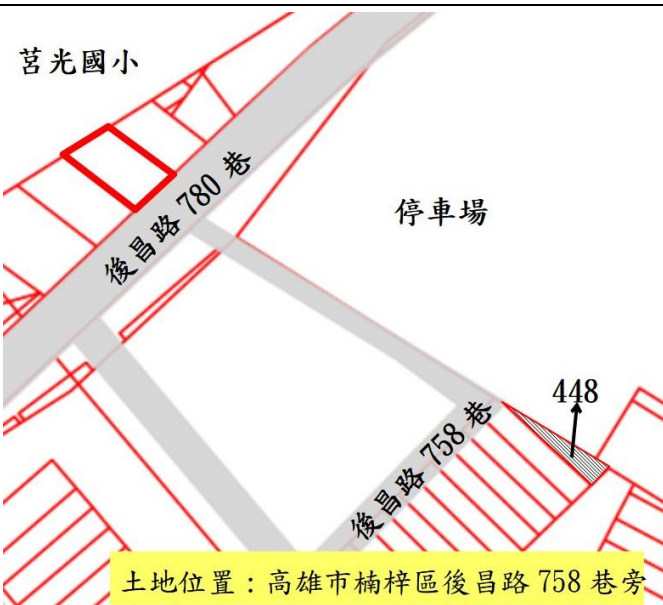 莒光國小
後昌路 780 巷
停車場
448
後昌路 758 巷
土地位置：高雄市楠梓區後昌路 758 巷旁